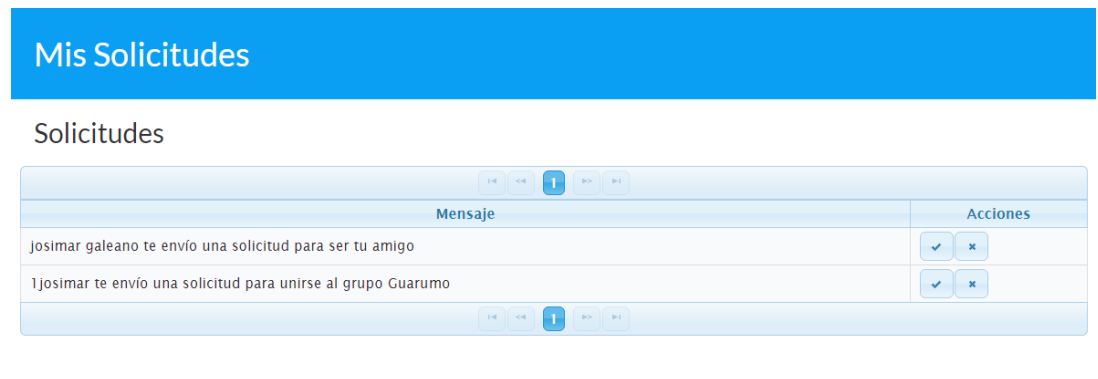 Mis Solicitudes
Solicitudes
1
Mensaje Acciones
josimar galeano te envío una solicitud para ser tu amigo
1josimar te envío una solicitud para unirse al grupo Guarumo
1